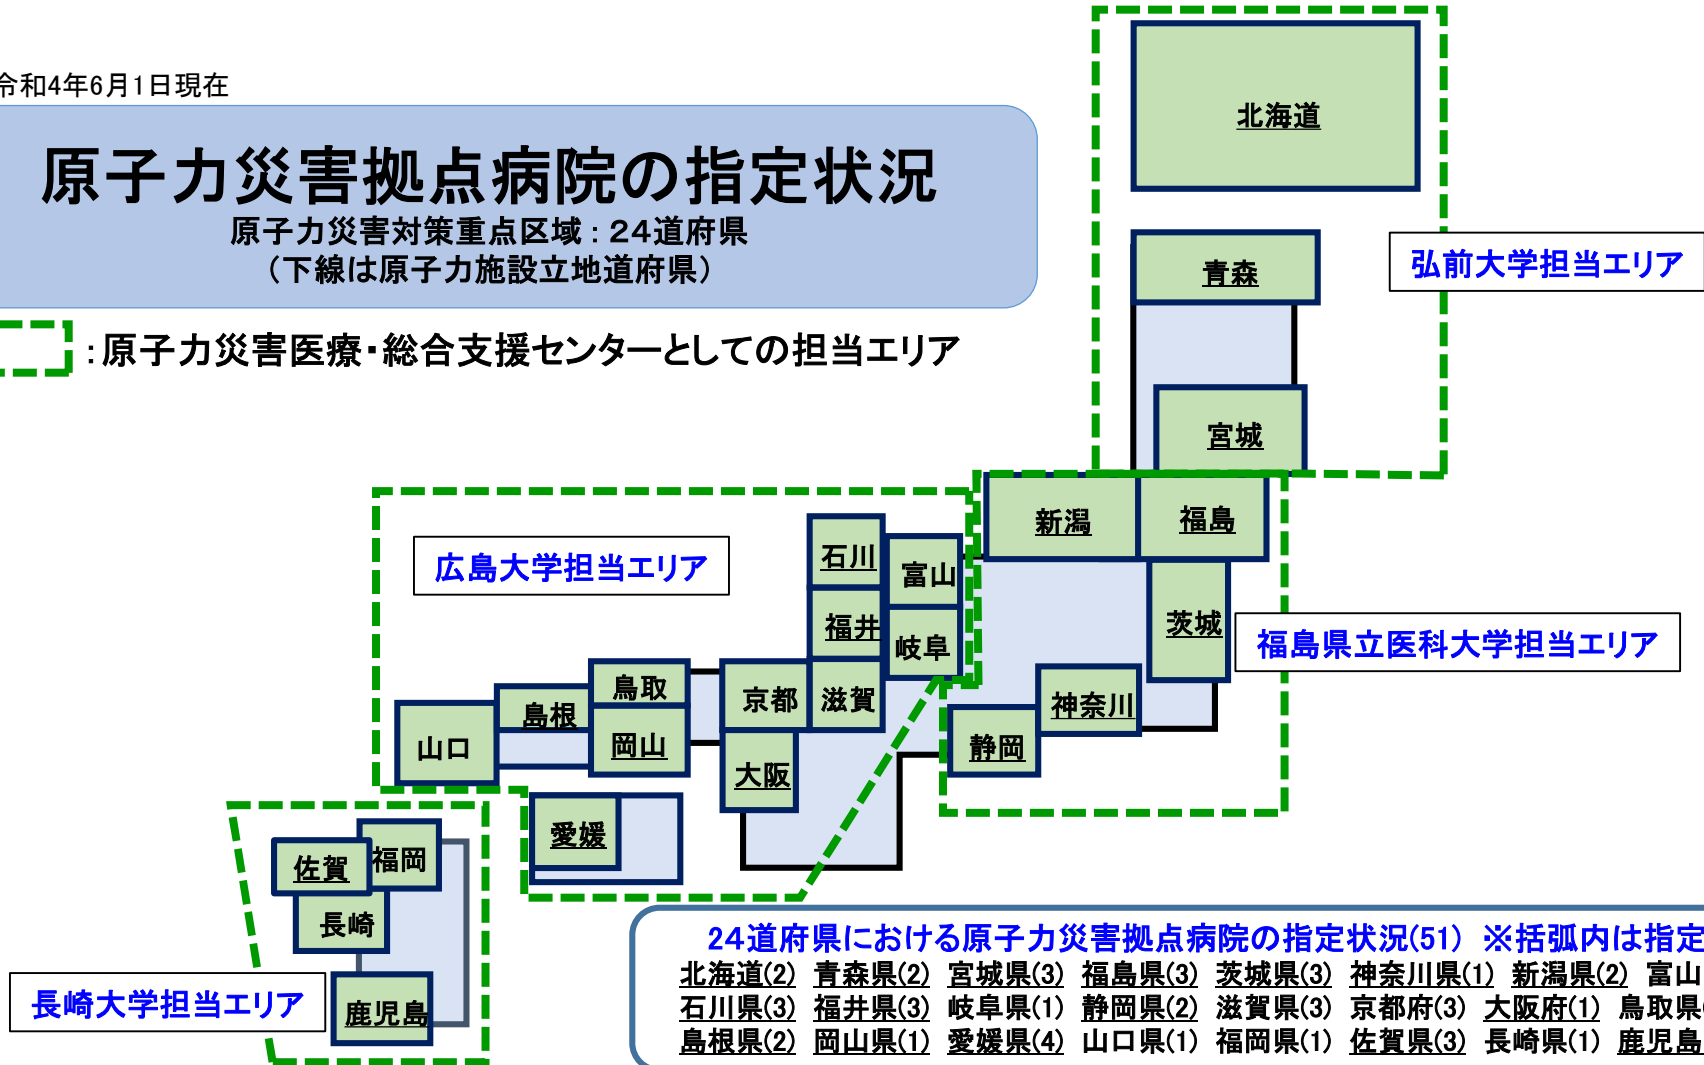 令和4年6月1日現在
原子力災害拠点病院の指定状況
原子力災害対策重点区域：24道府県
（下線は原子力施設立地道府県）
：原子力災害医療・総合支援センターとしての担当エリア
北海道
青森
弘前大学担当エリア
宮城
新潟
福島
広島大学担当エリア
石川
富山
福井
岐阜
茨城
福島県立医科大学担当エリア
鳥取
京都
滋賀
神奈川
島根
山口
岡山
静岡
大阪
愛媛
福岡
佐賀
長崎
長崎大学担当エリア
鹿児島
24道府県における原子力災害拠点病院の指定状況(51) ※括弧内は指定
北海道(2) 青森県(2) 宮城県(3) 福島県(3) 茨城県(3) 神奈川県(1) 新潟県(2) 富山
石川県(3) 福井県(3) 岐阜県(1) 静岡県(2) 滋賀県(3) 京都府(3) 大阪府(1) 鳥取県(
島根県(2) 岡山県(1) 愛媛県(4) 山口県(1) 福岡県(1) 佐賀県(3) 長崎県(1) 鹿児島